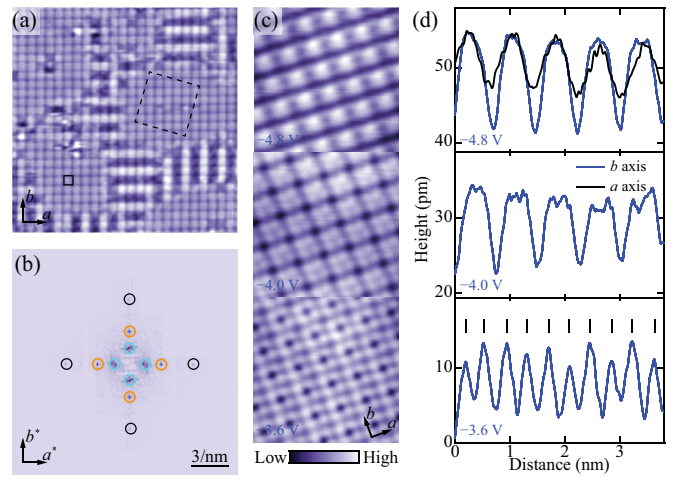 (a)
b
a
(b)
b*
a*
3/nm
(c)
−4.8 V
−4.0 V
−3.6 V
b
a
Low High
(d)
Height (pm)
50
40
−4.8 V
b axis
a axis
30
20
−4.0 V
10
0
−3.6 V
0 1 2 3
Distance (nm)